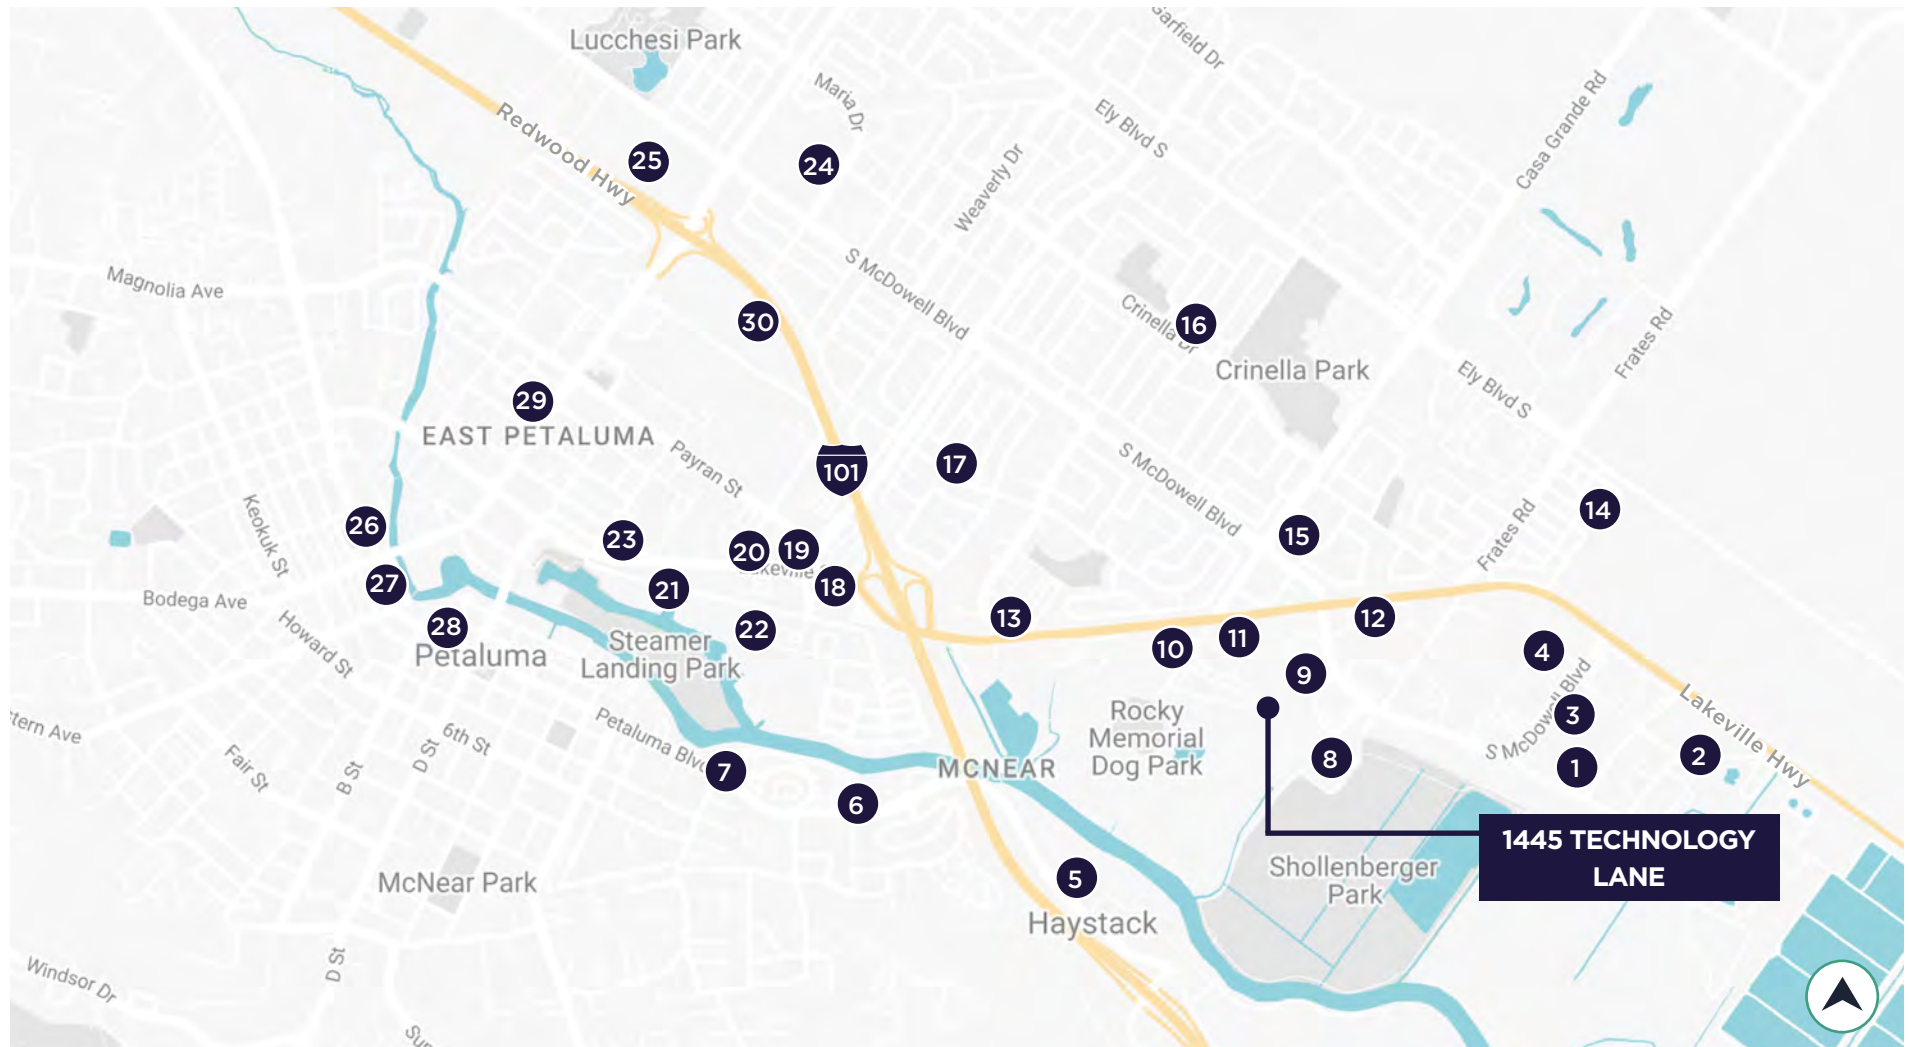 Lucchesi Park
Garfield Dr
Maria Dr
Redwood Hwy
Ely Blvd S
Casa Grande Rd
25
24
Weaverly Dr
S McDowell Blvd
Magnolia Ave
30
Crinella Dr
16
Crinella Park
Frates Rd
Ely Blvd S
29
EAST PETALUMA
Payran St
101
17
S McDowell Blvd
Frates Rd
14
Keokuk St
26
23
20
19
15
27
21
18
Bodega Ave
28
22
13
12
Howard St
Petaluma
Steamer
Landing Park
10
11
4
9
S McDowell Blvd
Lakeville Hwy
3
6th St
D St
Petaluma Blvd
Rocky
Memorial
Dog Park
Fair St
B St
7
MCNEAR
8
1
2
6
1445 TECHNOLOGY
LANE
McNear Park
5
Shollenberger
Park
Haystack
D St
Windsor Dr